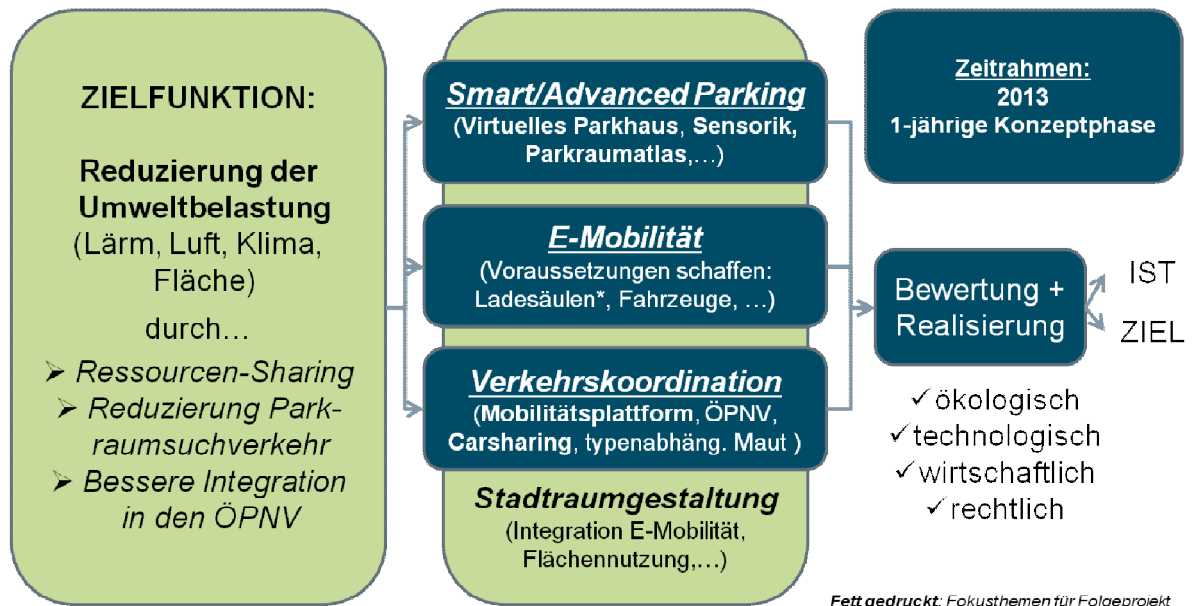 ZIELFUNKTION:
Reduzierung der
Umweltbelastung
(Lärm, Luft, Klima,
Fläche)
durch…
➢ Ressourcen-Sharing
➢ Reduzierung Park-
raumsuchverkehr
➢ Bessere Integration
in den ÖPNV
Smart/Advanced Parking
(Virtuelles Parkhaus, Sensorik,
Parkraumatlas,…)
E-Mobilität
(Voraussetzungen schaffen:
Ladesäulen*, Fahrzeuge, …)
Verkehrskoordination
(Mobilitätsplattform, ÖPNV,
Carsharing, typenabhäng. Maut )
Stadtraumgestaltung
(Integration E-Mobilität,
Flächennutzung,…)
Zeitrahmen:
2013
1-jährige Konzeptphase
Bewertung +
Realisierung
IST
ZIEL
✓ ökologisch
✓ technologisch
✓ wirtschaftlich
✓ rechtlich
Fett gedruckt: Fokusthemen für Folgeprojekt